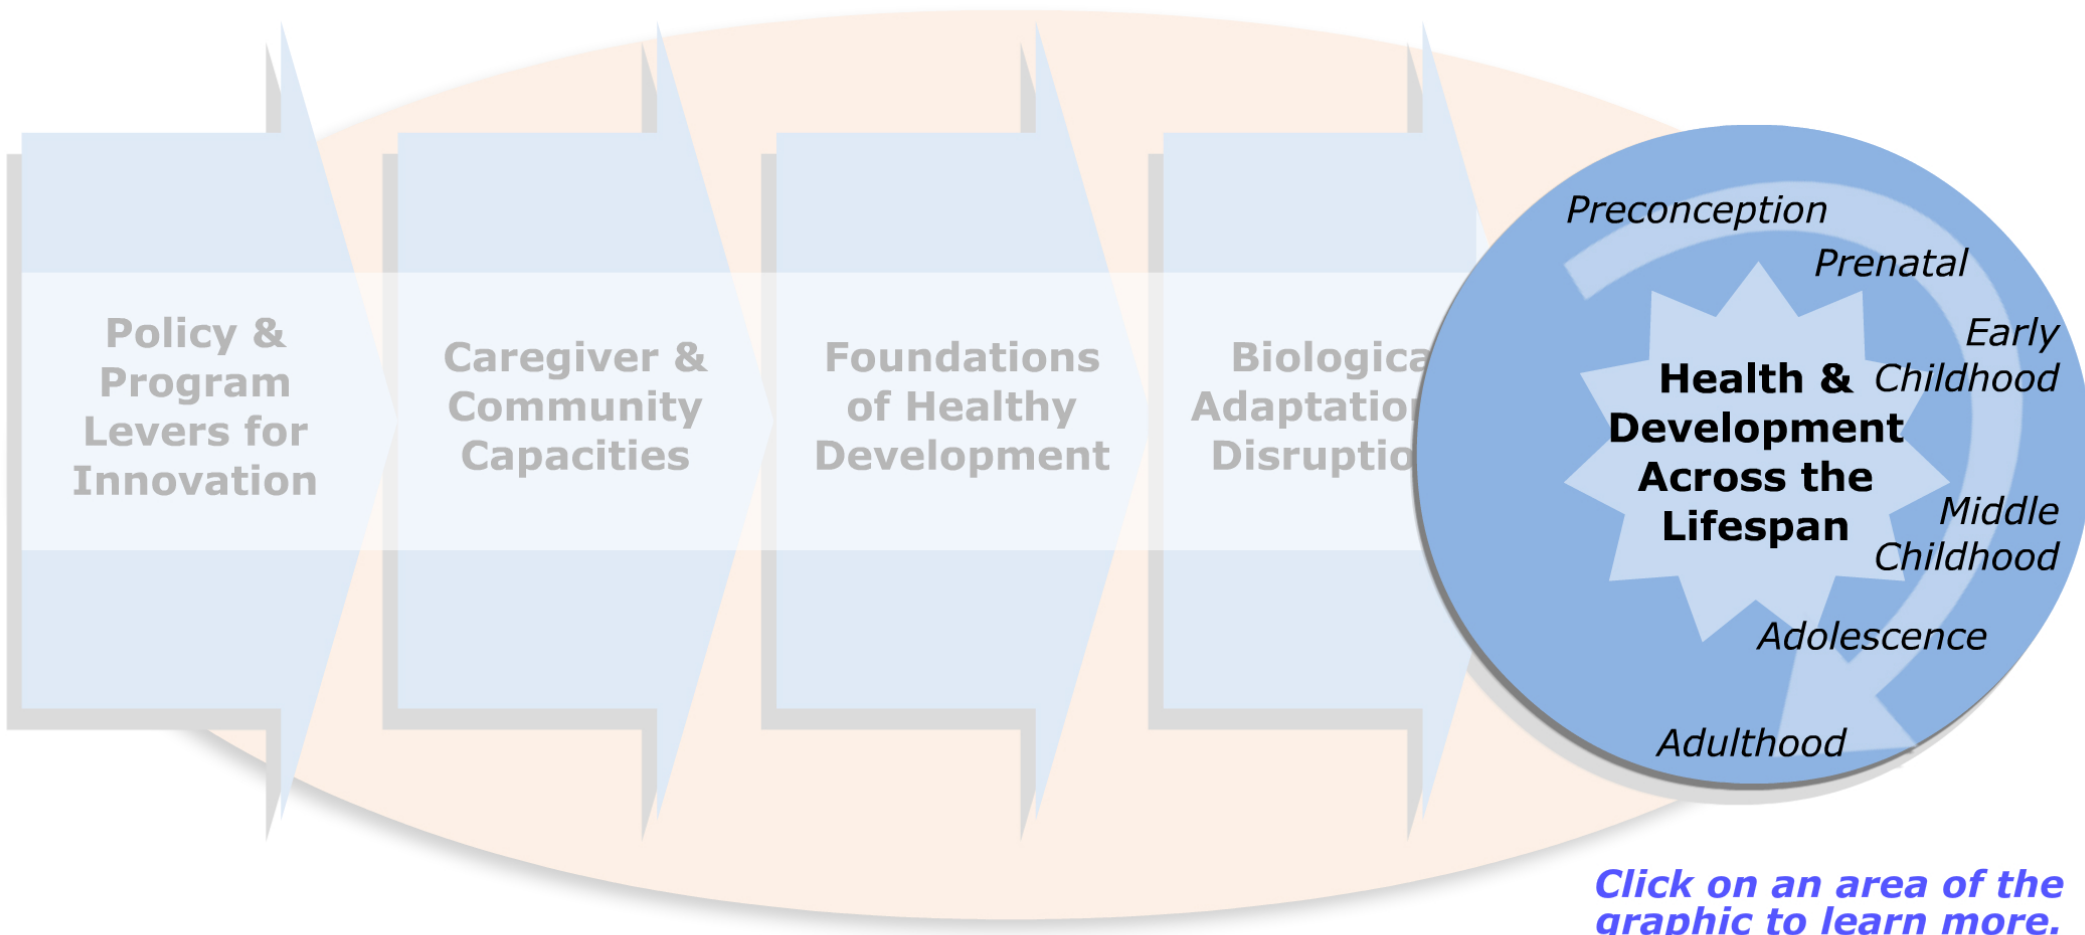 Policy &
Program
Levers for
Innovation
Caregiver &
Community
Capacities
Foundations
of Healthy
Development
Biologica
Adaptation
Disruptio
Health &
Development
Across the
Lifespan
Preconception
Prenatal
Early
Childhood
Middle
Childhood
Adolescence
Adulthood
Click on an area of the
graphic to learn more.